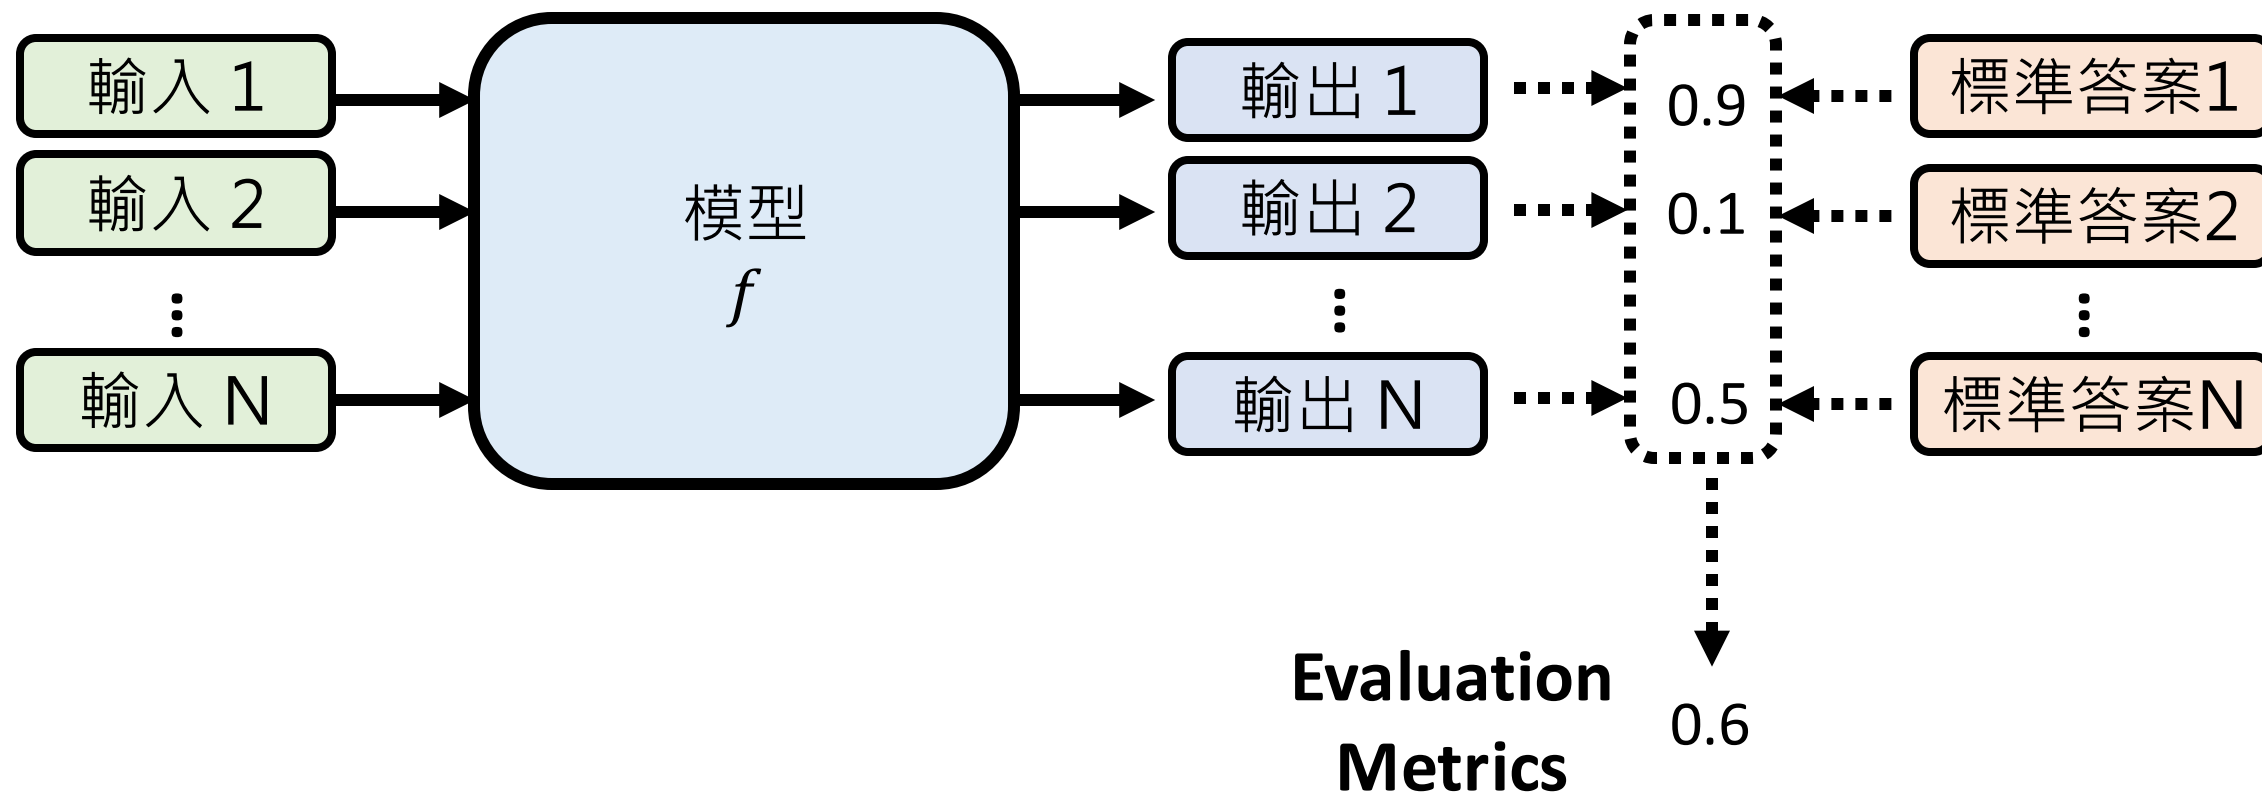 輸入 1
輸入 2
⋮
輸入 N
模型
f
輸出 1
輸出 2
⋮
輸出 N
0.9
0.1
0.5
標準答案1
標準答案2
⋮
標準答案N
Evaluation
Metrics
0.6